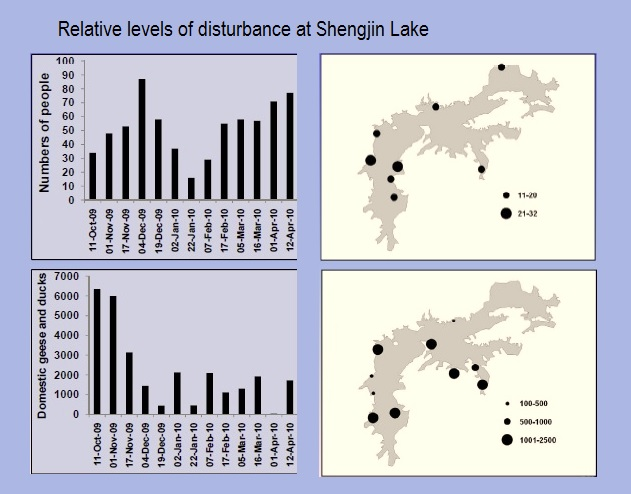 Relative levels of disturbance at Shengjin Lake
Numbers of people
100
90
80
70
60
50
40
30
20
10
0
11-Oct-09
01-Nov-09
17-Nov-09
04-Dec-09
19-Dec-09
02-Jan-10
22-Jan-10
07-Feb-10
17-Feb-10
05-Mar-10
16-Mar-10
01-Apr-10
12-Apr-10
11-20
21-32
Domestic geese and ducks
7000
6000
5000
4000
3000
2000
1000
0
11-Oct-09
01-Nov-09
17-Nov-09
04-Dec-09
19-Dec-09
02-Jan-10
22-Jan-10
07-Feb-10
17-Feb-10
05-Mar-10
16-Mar-10
01-Apr-10
12-Apr-10
100-500
500-1000
1001-2500